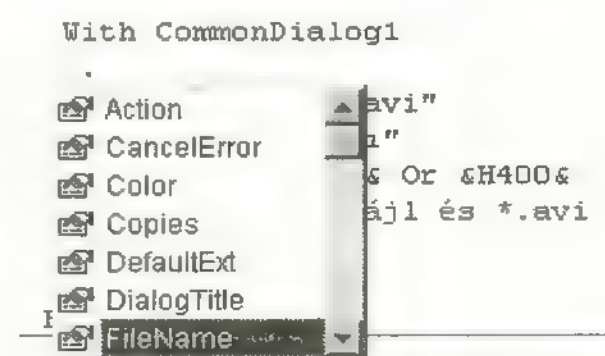 With CommonDialog1
.
Action
avi"
CancelError
"
Color
& Or &H400&
Copies
ájl és *.avi
DefaultExt
DialogTitle
FileName